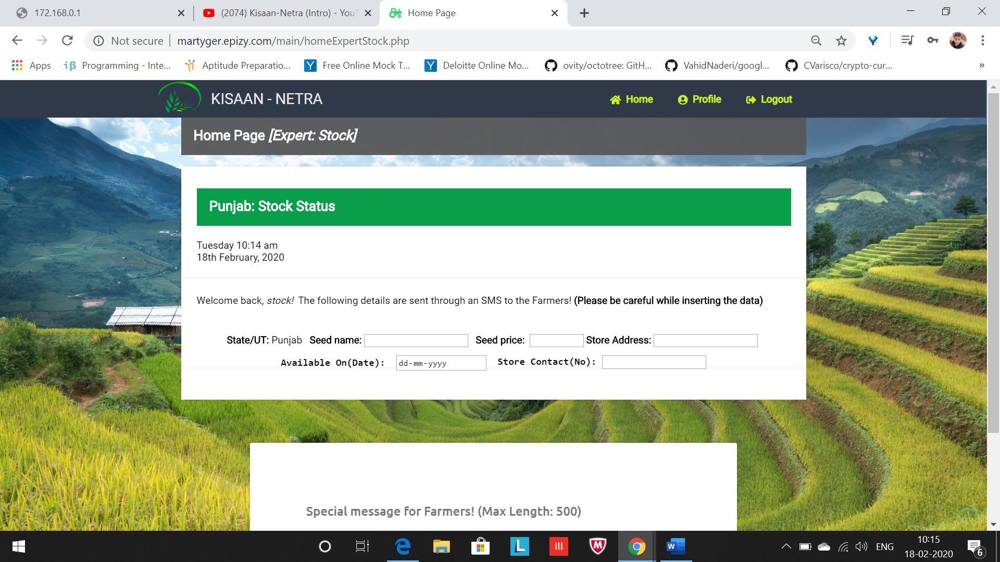 172.168.0.1
(2074) Kisaan-Netra (Intro) - You
Home Page
Not secure
martyger.epizy.com/main/homeExpertStock.php
Apps
Programming - Inte...
Aptitude Preparatio...
Free Online Mock T...
Deloitte Online Mo...
ovity/octotree: GitH...
VahidNaderi/googl...
CVarisco/crypto-cur...
KISAAN - NETRA
Home
Profile
Logout
Home Page [Expert: Stock]
Punjab: Stock Status
Tuesday 10:14 am
18th February, 2020
Welcome back, stock! The following details are sent through an SMS to the Farmers! (Please be careful while inserting the data)
State/UT: Punjab Seed name: Seed price: Store Address:
Available On(Date): dd-mm-yyyy Store Contact(No):
Special message for Farmers! (Max Length: 500)
ENG
10:15
18-02-2020
6